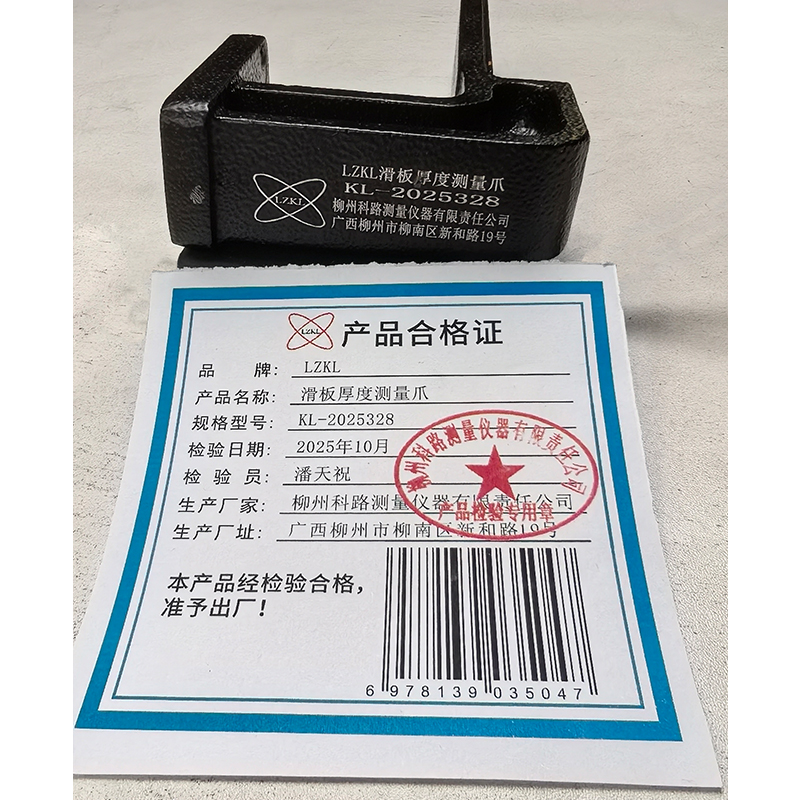 LZKL
LZKL滑板厚度测量爪
KL-2025328
柳州科路测量仪器有限责任公司
广西柳州市柳南区新和路19号
LZKL
产品合格证
品 牌: LZKL
产品名称: 滑板厚度测量爪
规格型号: KL-2025328
检验日期: 2025年10月
检 验 员: 潘天祝
生产厂家: 柳州科路测量仪器有限责任公司
生产厂址: 广西柳州市柳南区新和路19号
柳州科路测量仪器有限责任公司
产品检验专用章
本产品经检验合格,
准予出厂!
6 978139 035047